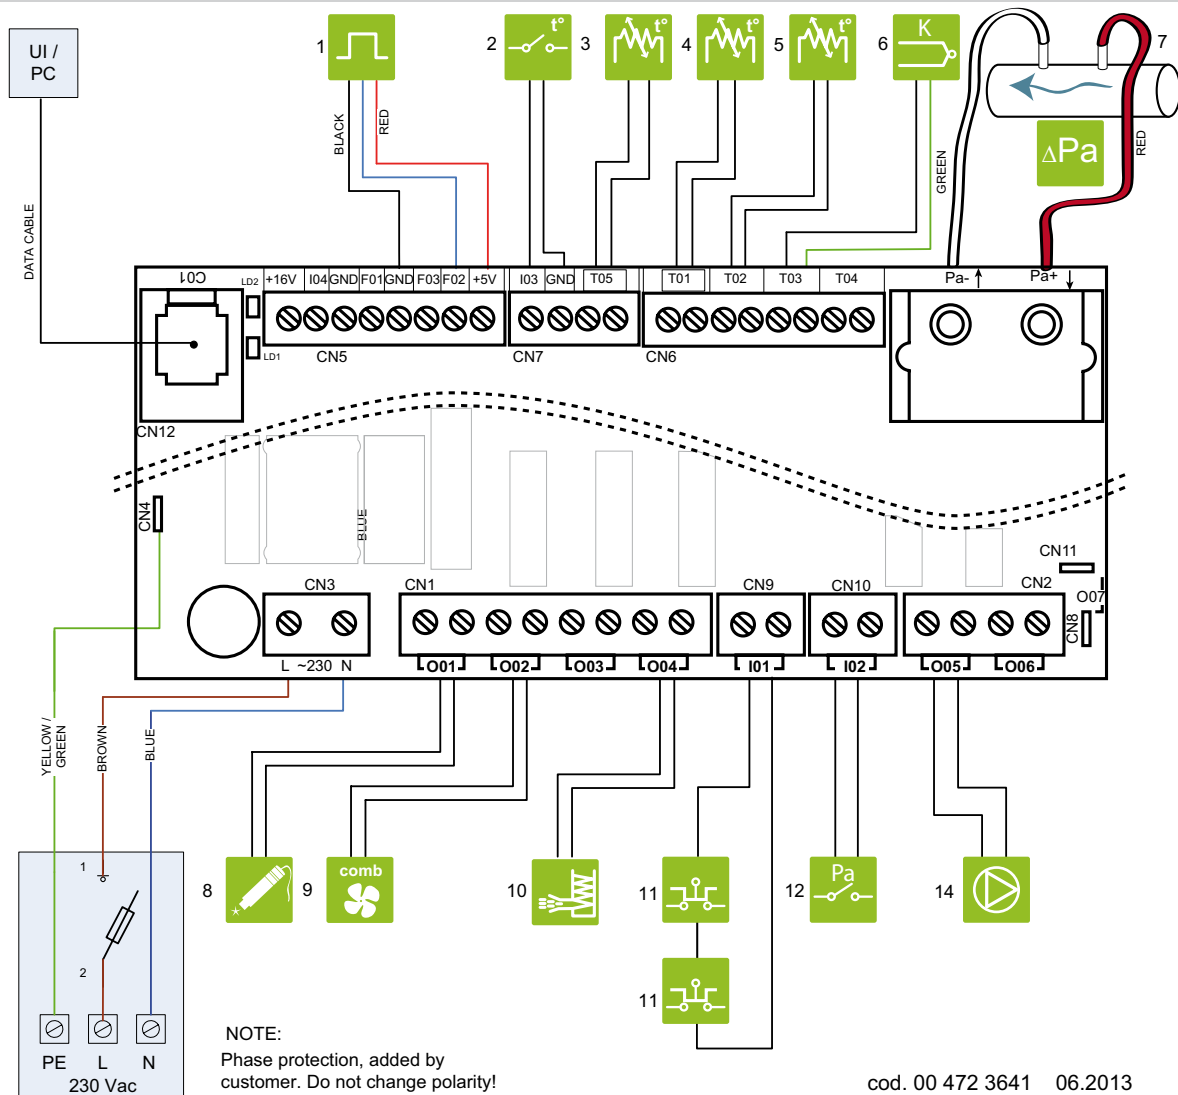 UI /
PC
1
2
t°
3
t°
4
t°
5
t°
6
K
7
BLACK
RED
GREEN
RED
ΔPa
DATA CABLE
C01
LD2
+16V I04 GND F01 GND F03 F02 +5V
I03 GND T05
T01 T02 T03 T04
Pa-
Pa+
LD1
CN5
CN7
CN6
CN12
CN4
BLUE
CN3
CN1
CN9
CN10
CN2
CN11
O07
CN8
L ~230 N
O01 O02 O03 O04
I01
I02
O05 O06
YELLOW /
GREEN
BROWN
BLUE
1
2
PE L N
230 Vac
8
9
comb
10
11
11
12
Pa
14
NOTE:
Phase protection, added by
customer. Do not change polarity!
cod. 00 472 3641 06.2013